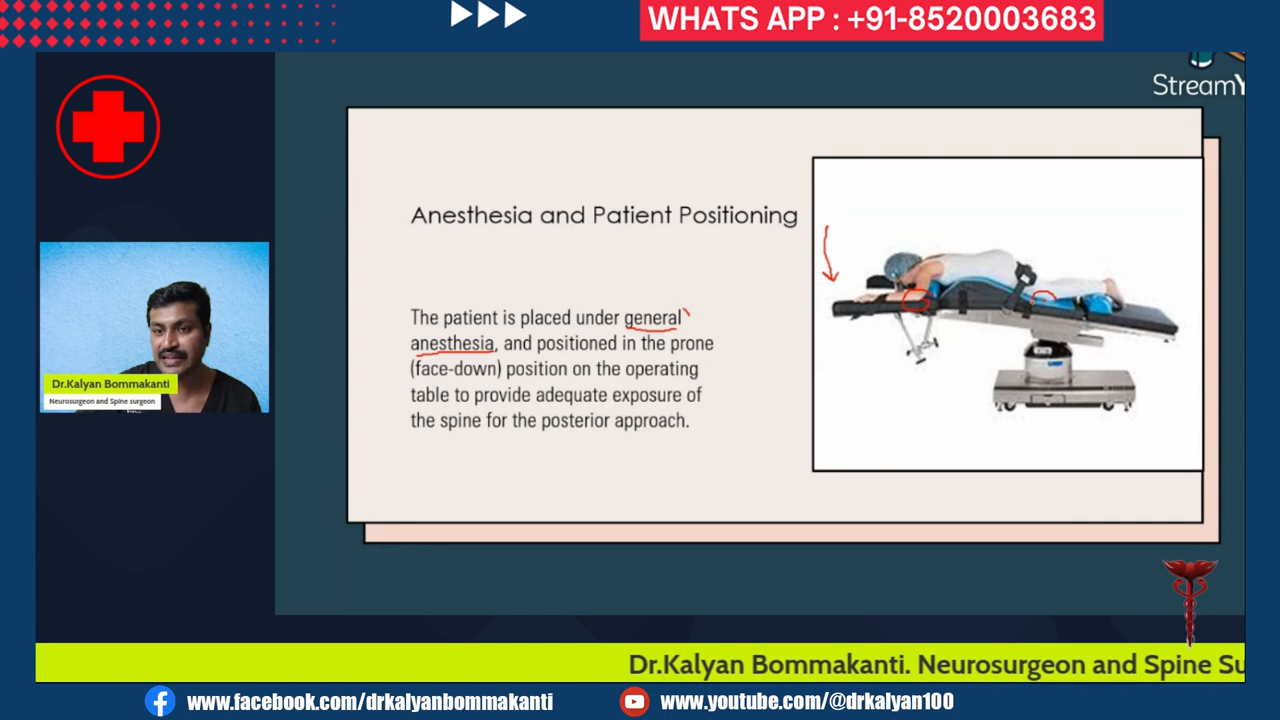 WHATS APP : +91-8520003683
StreamY
Anesthesia and Patient Positioning
The patient is placed under general
anesthesia, and positioned in the prone
(face-down) position on the operating
table to provide adequate exposure of
the spine for the posterior approach.
Dr.Kalyan Bommakanti
Neurosurgeon and Spine surgeon
Dr.Kalyan Bommakanti. Neurosurgeon and Spine Su
www.facebook.com/drkalyanbommakanti
www.youtube.com/@drkalyan100